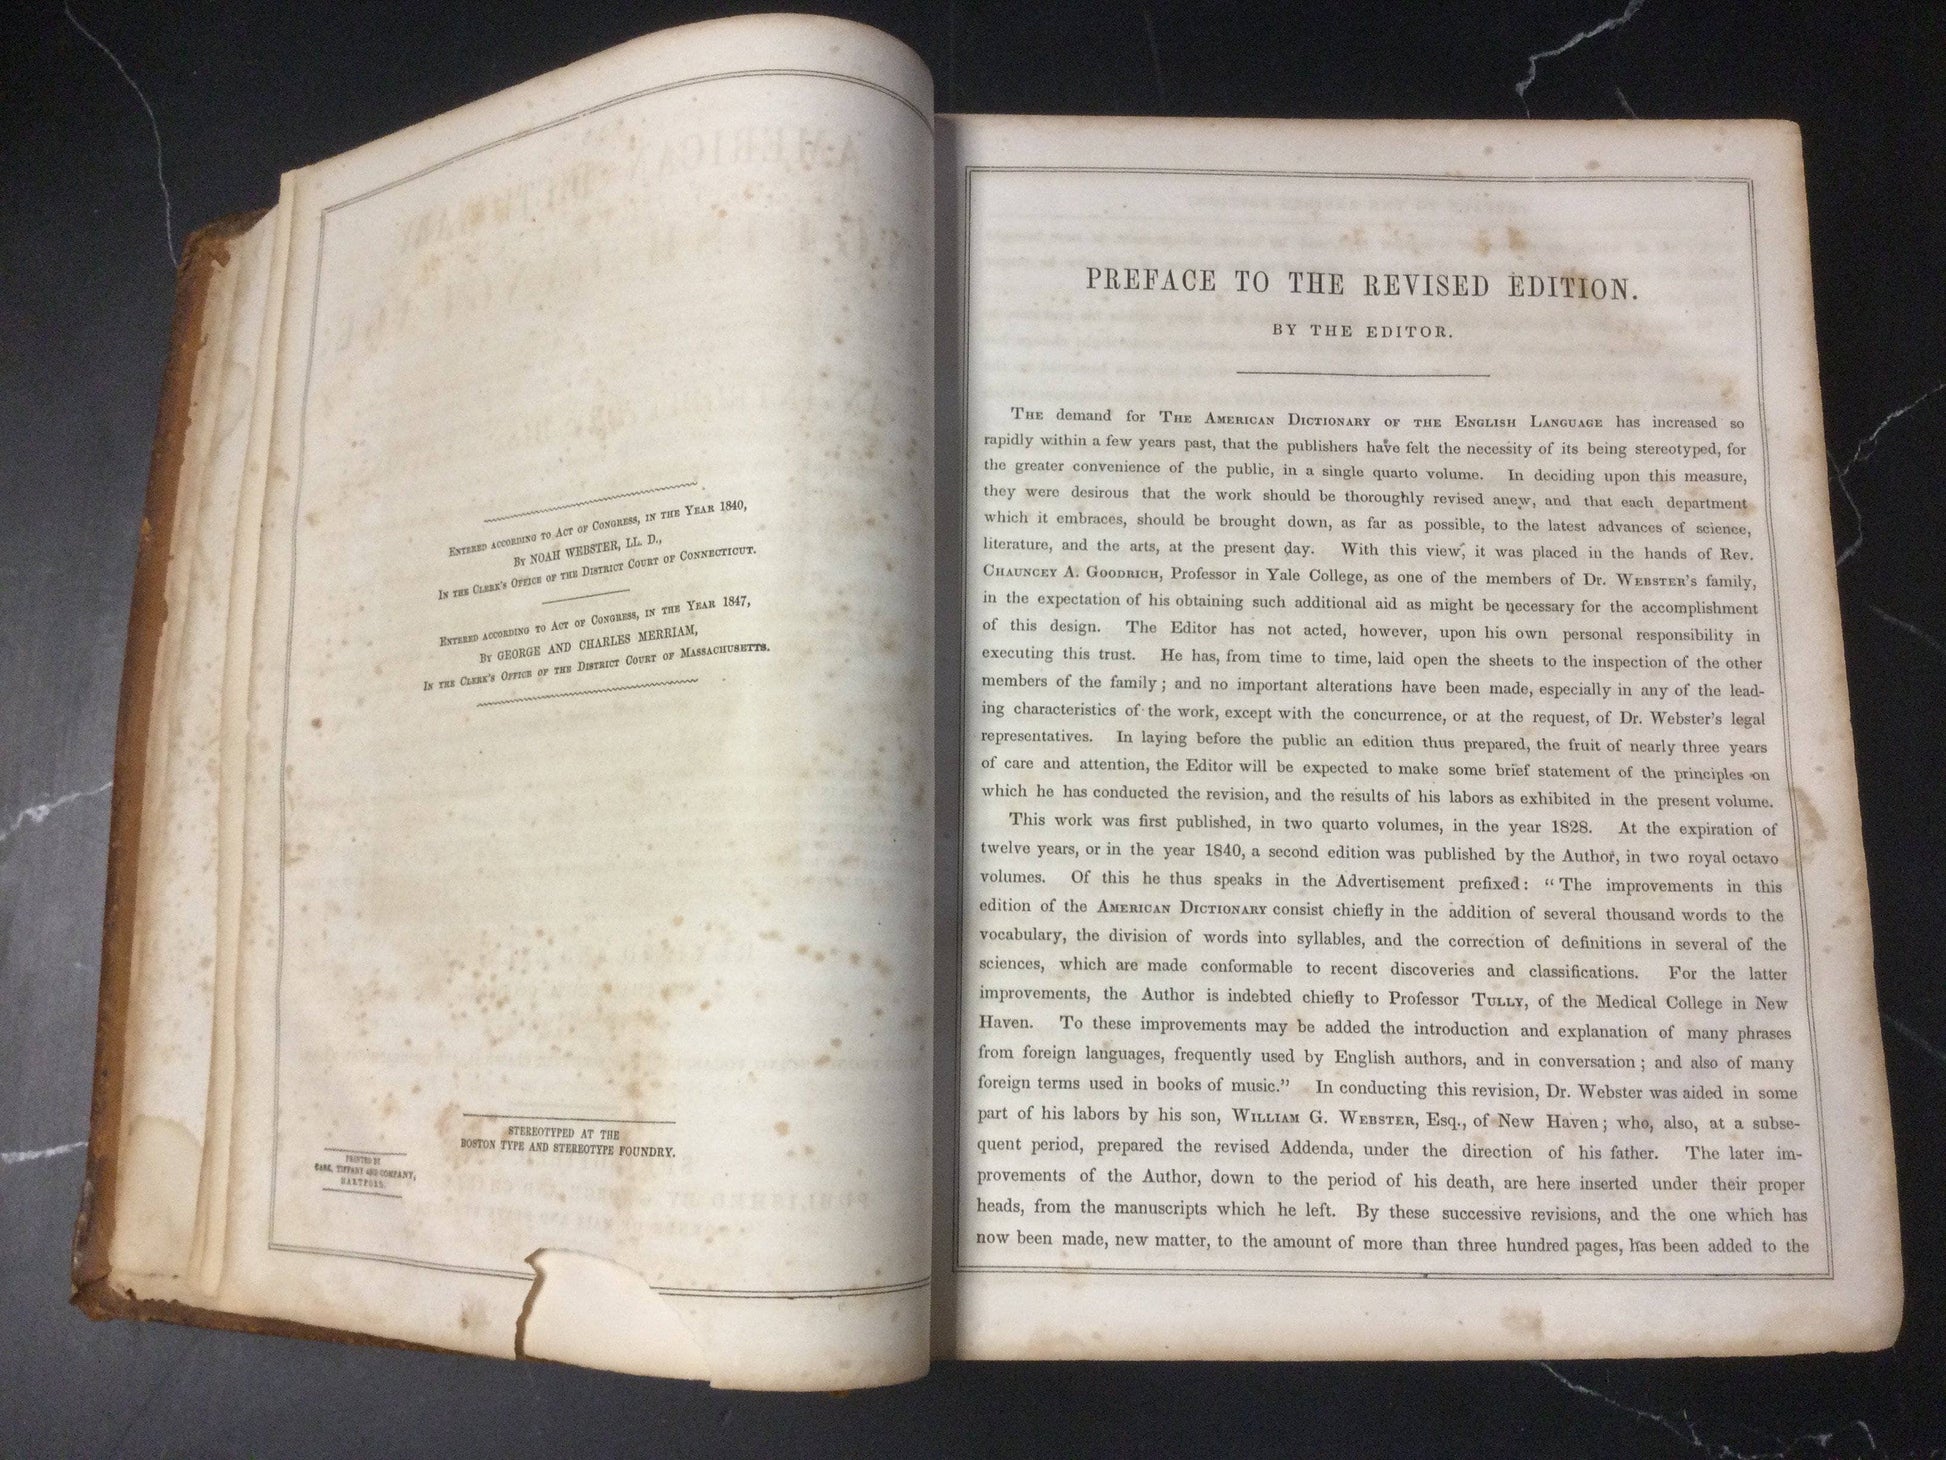 Entered according to Act of Congress, in the Year 1840,
By NOAH WEBSTER, LL. D.,
In the Clerk's Office of the District Court of Connecticut.
Entered according to Act of Congress, in the Year 1847,
By GEORGE AND CHARLES MERRIAM,
In the Clerk's Office of the District Court of Massachusetts.
STEREOTYPED AT THE
BOSTON TYPE AND STEREOTYPE FOUNDRY.
PRINTED BY
CASE, TIFFANY AND COMPANY,
HARTFORD.
PREFACE TO THE REVISED EDITION.
BY THE EDITOR.
The demand for The American Dictionary of the English Language has increased so
rapidly within a few years past, that the publishers have felt the necessity of its being stereotyped, for
the greater convenience of the public, in a single quarto volume. In deciding upon this measure,
they were desirous that the work should be thoroughly revised anew, and that each department
which it embraces, should be brought down, as far as possible, to the latest advances of science,
literature, and the arts, at the present day. With this view, it was placed in the hands of Rev.
Chauncey A. Goodrich, Professor in Yale College, as one of the members of Dr. Webster's family,
in the expectation of his obtaining such additional aid as might be necessary for the accomplishment
of this design. The Editor has not acted, however, upon his own personal responsibility in
executing this trust. He has, from time to time, laid open the sheets to the inspection of the other
members of the family; and no important alterations have been made, especially in any of the lead-
ing characteristics of the work, except with the concurrence, or at the request, of Dr. Webster's legal
representatives. In laying before the public an edition thus prepared, the fruit of nearly three years
of care and attention, the Editor will be expected to make some brief statement of the principles on
which he has conducted the revision, and the results of his labors as exhibited in the present volume.
This work was first published, in two quarto volumes, in the year 1828. At the expiration of
twelve years, or in the year 1840, a second edition was published by the Author, in two royal octavo
volumes. Of this he thus speaks in the Advertisement prefixed: "The improvements in this
edition of the American Dictionary consist chiefly in the addition of several thousand words to the
vocabulary, the division of words into syllables, and the correction of definitions in several of the
sciences, which are made conformable to recent discoveries and classifications. For the latter
improvements, the Author is indebted chiefly to Professor Tully, of the Medical College in New
Haven. To these improvements may be added the introduction and explanation of many phrases
from foreign languages, frequently used by English authors, and in conversation; and also of many
foreign terms used in books of music." In conducting this revision, Dr. Webster was aided in some
part of his labors by his son, William G. Webster, Esq., of New Haven; who, also, at a subse-
quent period, prepared the revised Addenda, under the direction of his father. The later im-
provements of the Author, down to the period of his death, are here inserted under their proper
heads, from the manuscripts which he left. By these successive revisions, and the one which has
now been made, new matter, to the amount of more than three hundred pages, has been added to the